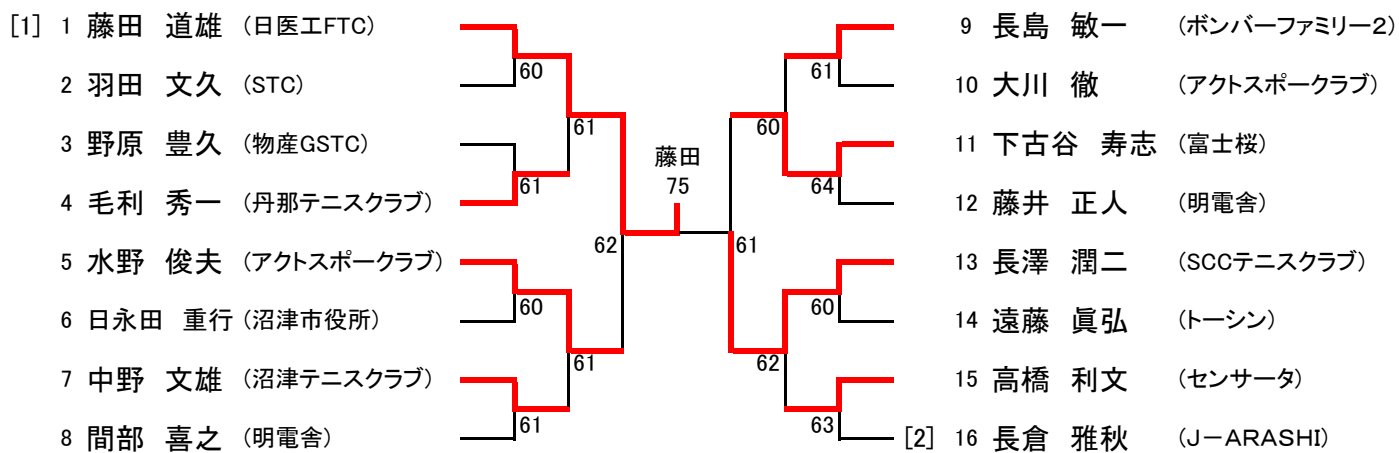 [1] 1 藤田 道雄 (日医工FTC)
2 羽田 文久 (STC)
3 野原 豊久 (物産GSTC)
4 毛利 秀一 (丹那テニスクラブ)
5 水野 俊夫 (アクトスポークラブ)
6 日永田 重行 (沼津市役所)
7 中野 文雄 (沼津テニスクラブ)
8 間部 喜之 (明電舎)
60
61
60
61
61
61
62
藤田
75
61
60
62
61
64
60
63
9 長島 敏一 (ボンバーファミリー2)
10 大川 徹 (アクトスポークラブ)
11 下古谷 寿志 (富士桜)
12 藤井 正人 (明電舎)
13 長澤 潤二 (SCCテニスクラブ)
14 遠藤 眞弘 (トーシン)
15 高橋 利文 (センサータ)
[2] 16 長倉 雅秋 (J－ARASHI)